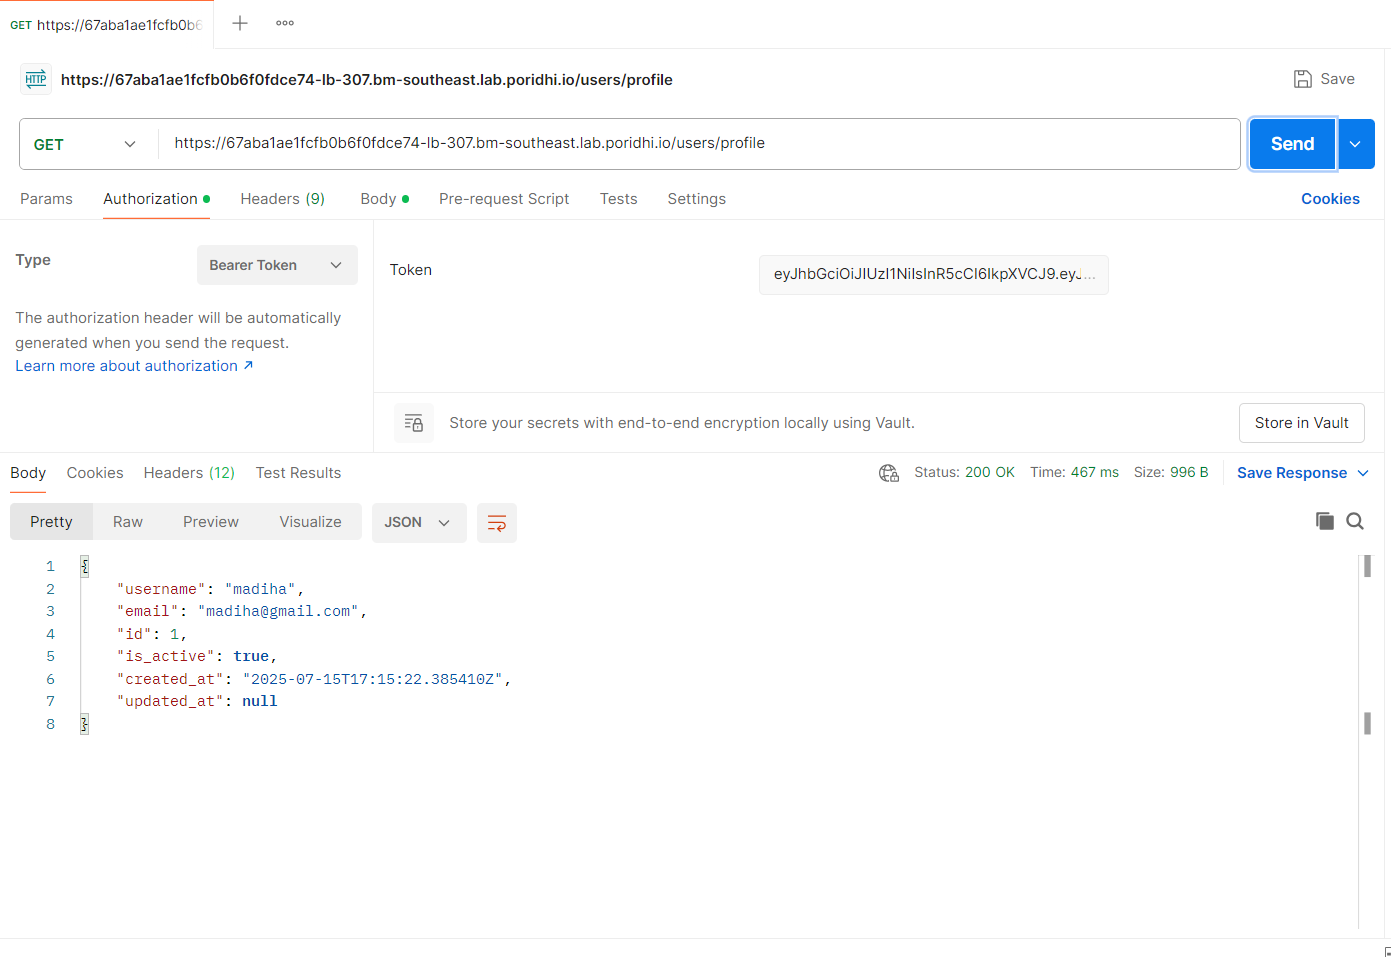 GET https://67aba1ae1fcfb0b6
HTTP https://67aba1ae1fcfb0b6f0fdce74-lb-307.bm-southeast.lab.poridhi.io/users/profile Save
GET https://67aba1ae1fcfb0b6f0fdce74-lb-307.bm-southeast.lab.poridhi.io/users/profile Send
Params Authorization Headers (9) Body Pre-request Script Tests Settings Cookies
Type Bearer Token
Token eyJhbGciOiJIUzI1NiIsInR5cCI6IkpXVCJ9.eyJ...
The authorization header will be automatically
generated when you send the request.
Learn more about authorization ↗
Store your secrets with end-to-end encryption locally using Vault. Store in Vault
Body Cookies Headers (12) Test Results Status: 200 OK Time: 467 ms Size: 996 B Save Response
Pretty Raw Preview Visualize JSON
1 {
2 "username": "madiha",
3 "email": "madiha@gmail.com",
4 "id": 1,
5 "is_active": true,
6 "created_at": "2025-07-15T17:15:22.385410Z",
7 "updated_at": null
8 }